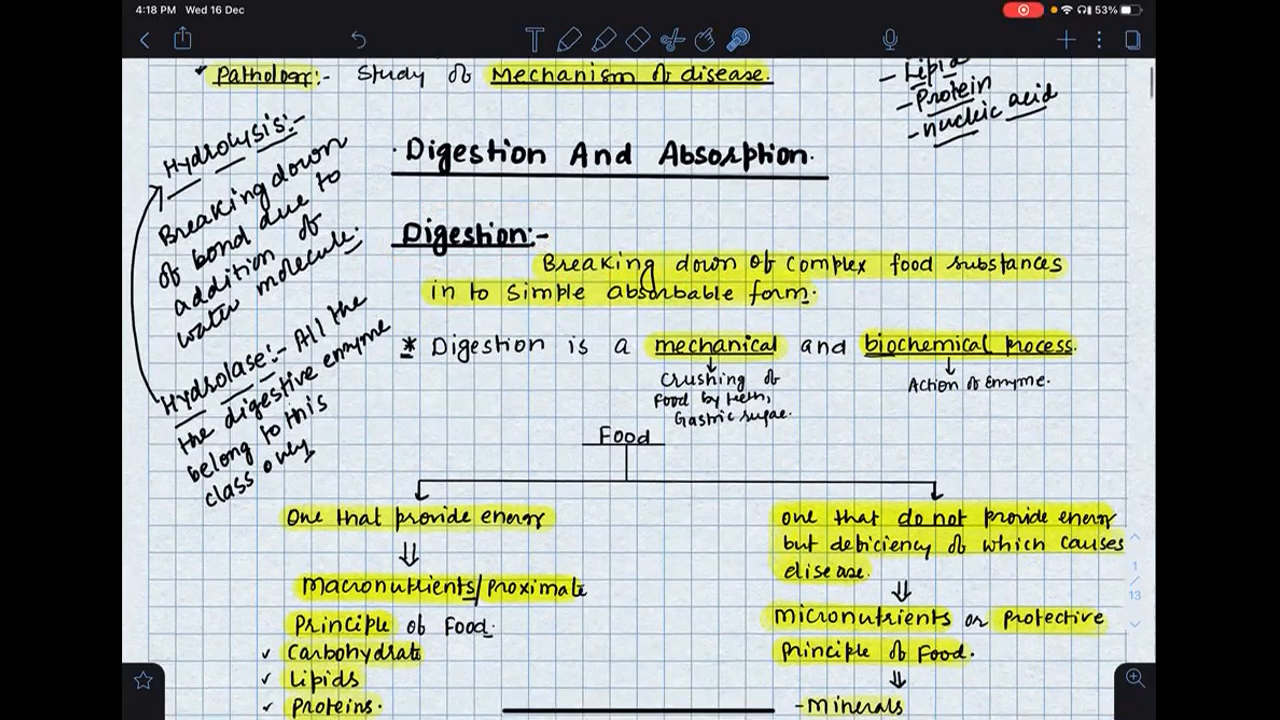 4:18 PM Wed 16 Dec
53%
* Pathology:- Study of Mechanism of disease.
- Lipid
- Protein
- nucleic acid
Hydrolysis:-
Breaking down
of bond due to
addition of
water molecule.
Hydrolase:- All the
the digestive enzyme
belong to this
class only
Digestion And Absorption.
Digestion:-
Breaking down of complex food substances
in to simple absorbable form.
* Digestion is a mechanical and biochemical process.
Crushing of
food by teeth,
Gastric
Action of Enzyme.
Food
One that provide energy
Macronutrients/Proximate
Principle of Food.
✓ Carbohydrate
✓ Lipids
✓ Proteins.
one that do not provide energy
but deficiency of which causes
disease.
micronutrients or protective
principle of Food.
- Minerals
1
/
13